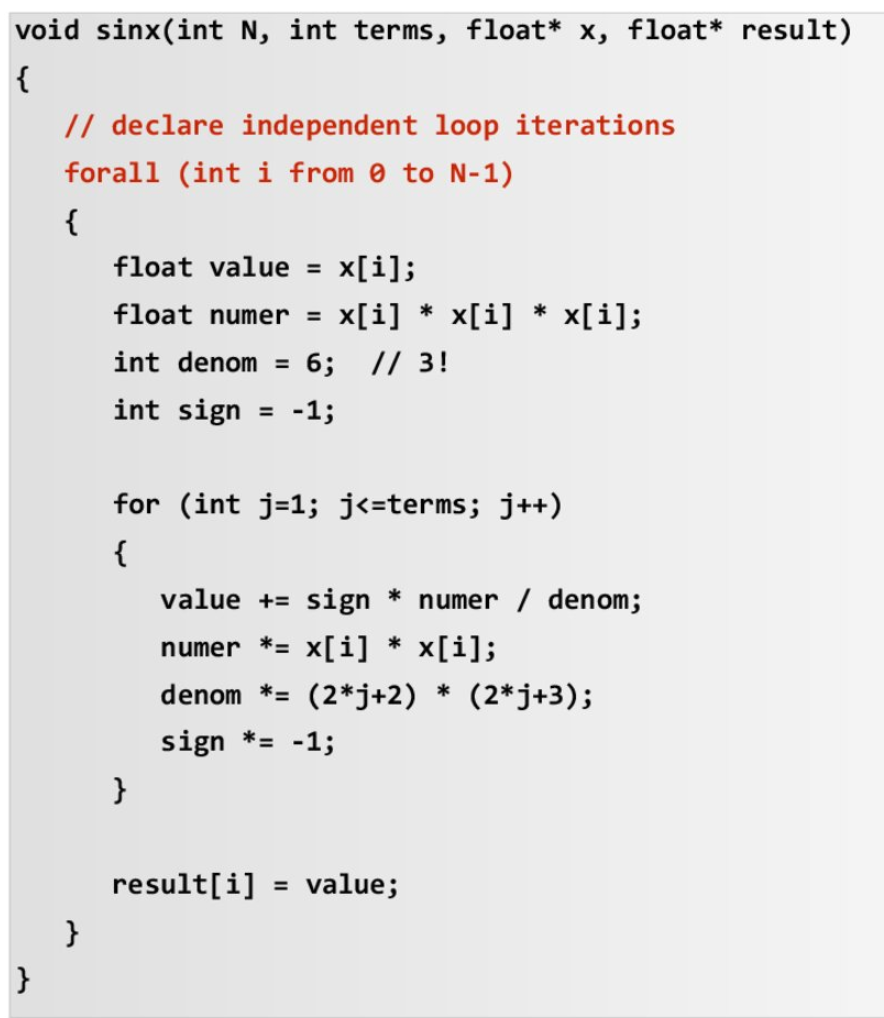 void sinx(int N, int terms, float* x, float* result)
{
   // declare independent loop iterations
   forall (int i from 0 to N-1)
   {
      float value = x[i];
      float numer = x[i] * x[i] * x[i];
      int denom = 6;  // 3!
      int sign = -1;

      for (int j=1; j<=terms; j++)
      {
         value += sign * numer / denom;
         numer *= x[i] * x[i];
         denom *= (2*j+2) * (2*j+3);
         sign *= -1;
      }

      result[i] = value;
   }
}